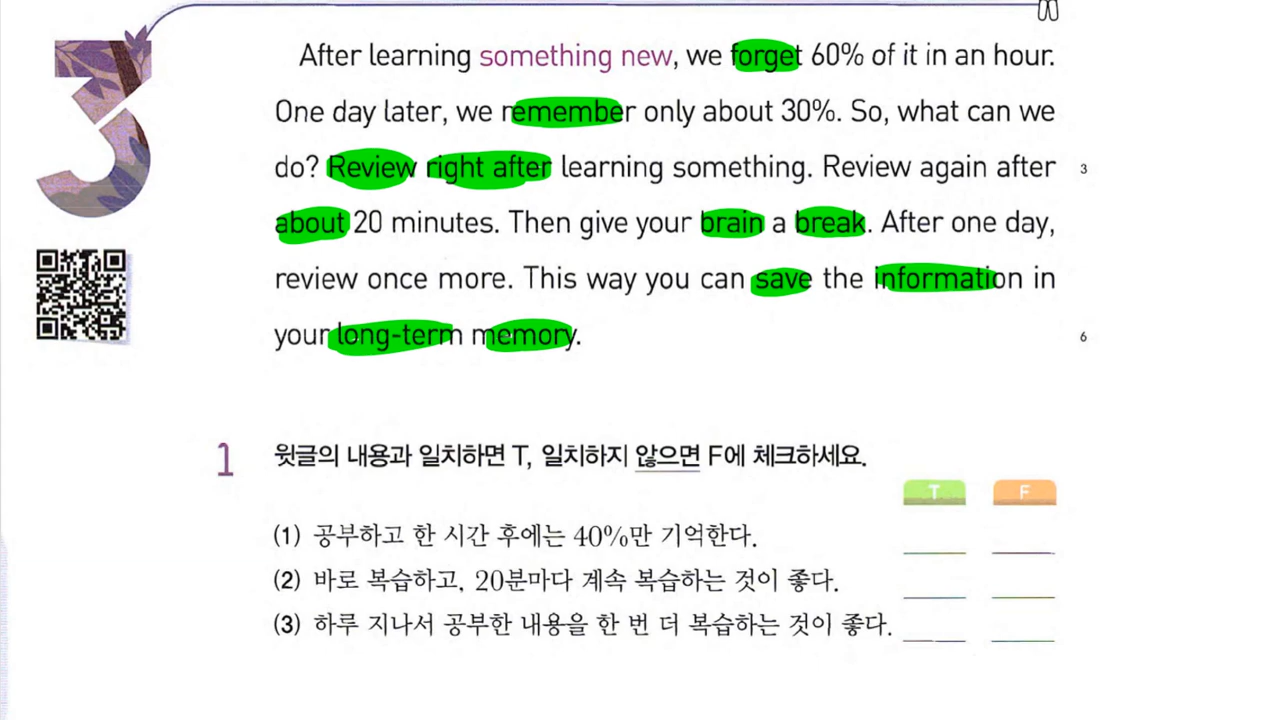 3
After learning something new, we forget 60% of it in an hour.
One day later, we remember only about 30%. So, what can we
do? Review right after learning something. Review again after 3
about 20 minutes. Then give your brain a break. After one day,
review once more. This way you can save the information in
your long-term memory. 6
1 윗글의 내용과 일치하면 T, 일치하지 않으면 F에 체크하세요.
T F
(1) 공부하고 한 시간 후에는 40%만 기억한다.
(2) 바로 복습하고, 20분마다 계속 복습하는 것이 좋다.
(3) 하루 지나서 공부한 내용을 한 번 더 복습하는 것이 좋다.